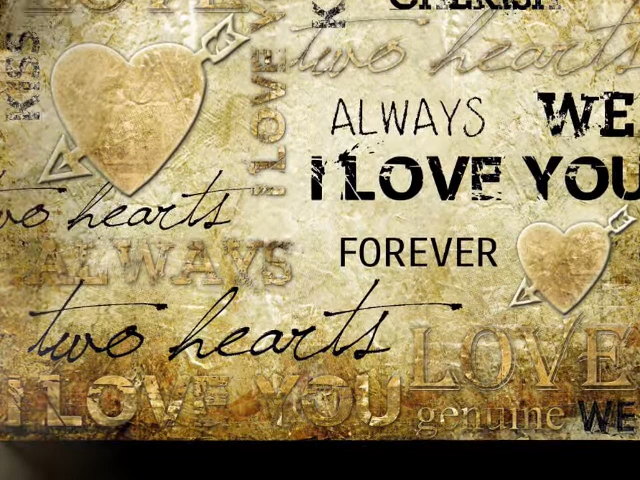 LOVE
CHERISH
KISS
I LOVE
two hearts
ALWAYS
WE
I LOVE YOU
two hearts
ALWAYS
FOREVER
two hearts
LOVE
I LOVE YOU
genuine
WE